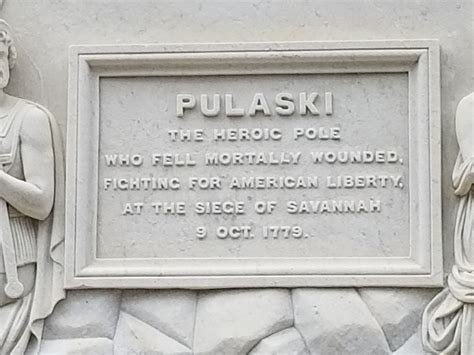 PULASKI
THE HEROIC POLE
WHO FELL MORTALLY WOUNDED,
FIGHTING FOR AMERICAN LIBERTY,
AT THE SIEGE OF SAVANNAH
9 OCT. 1779.